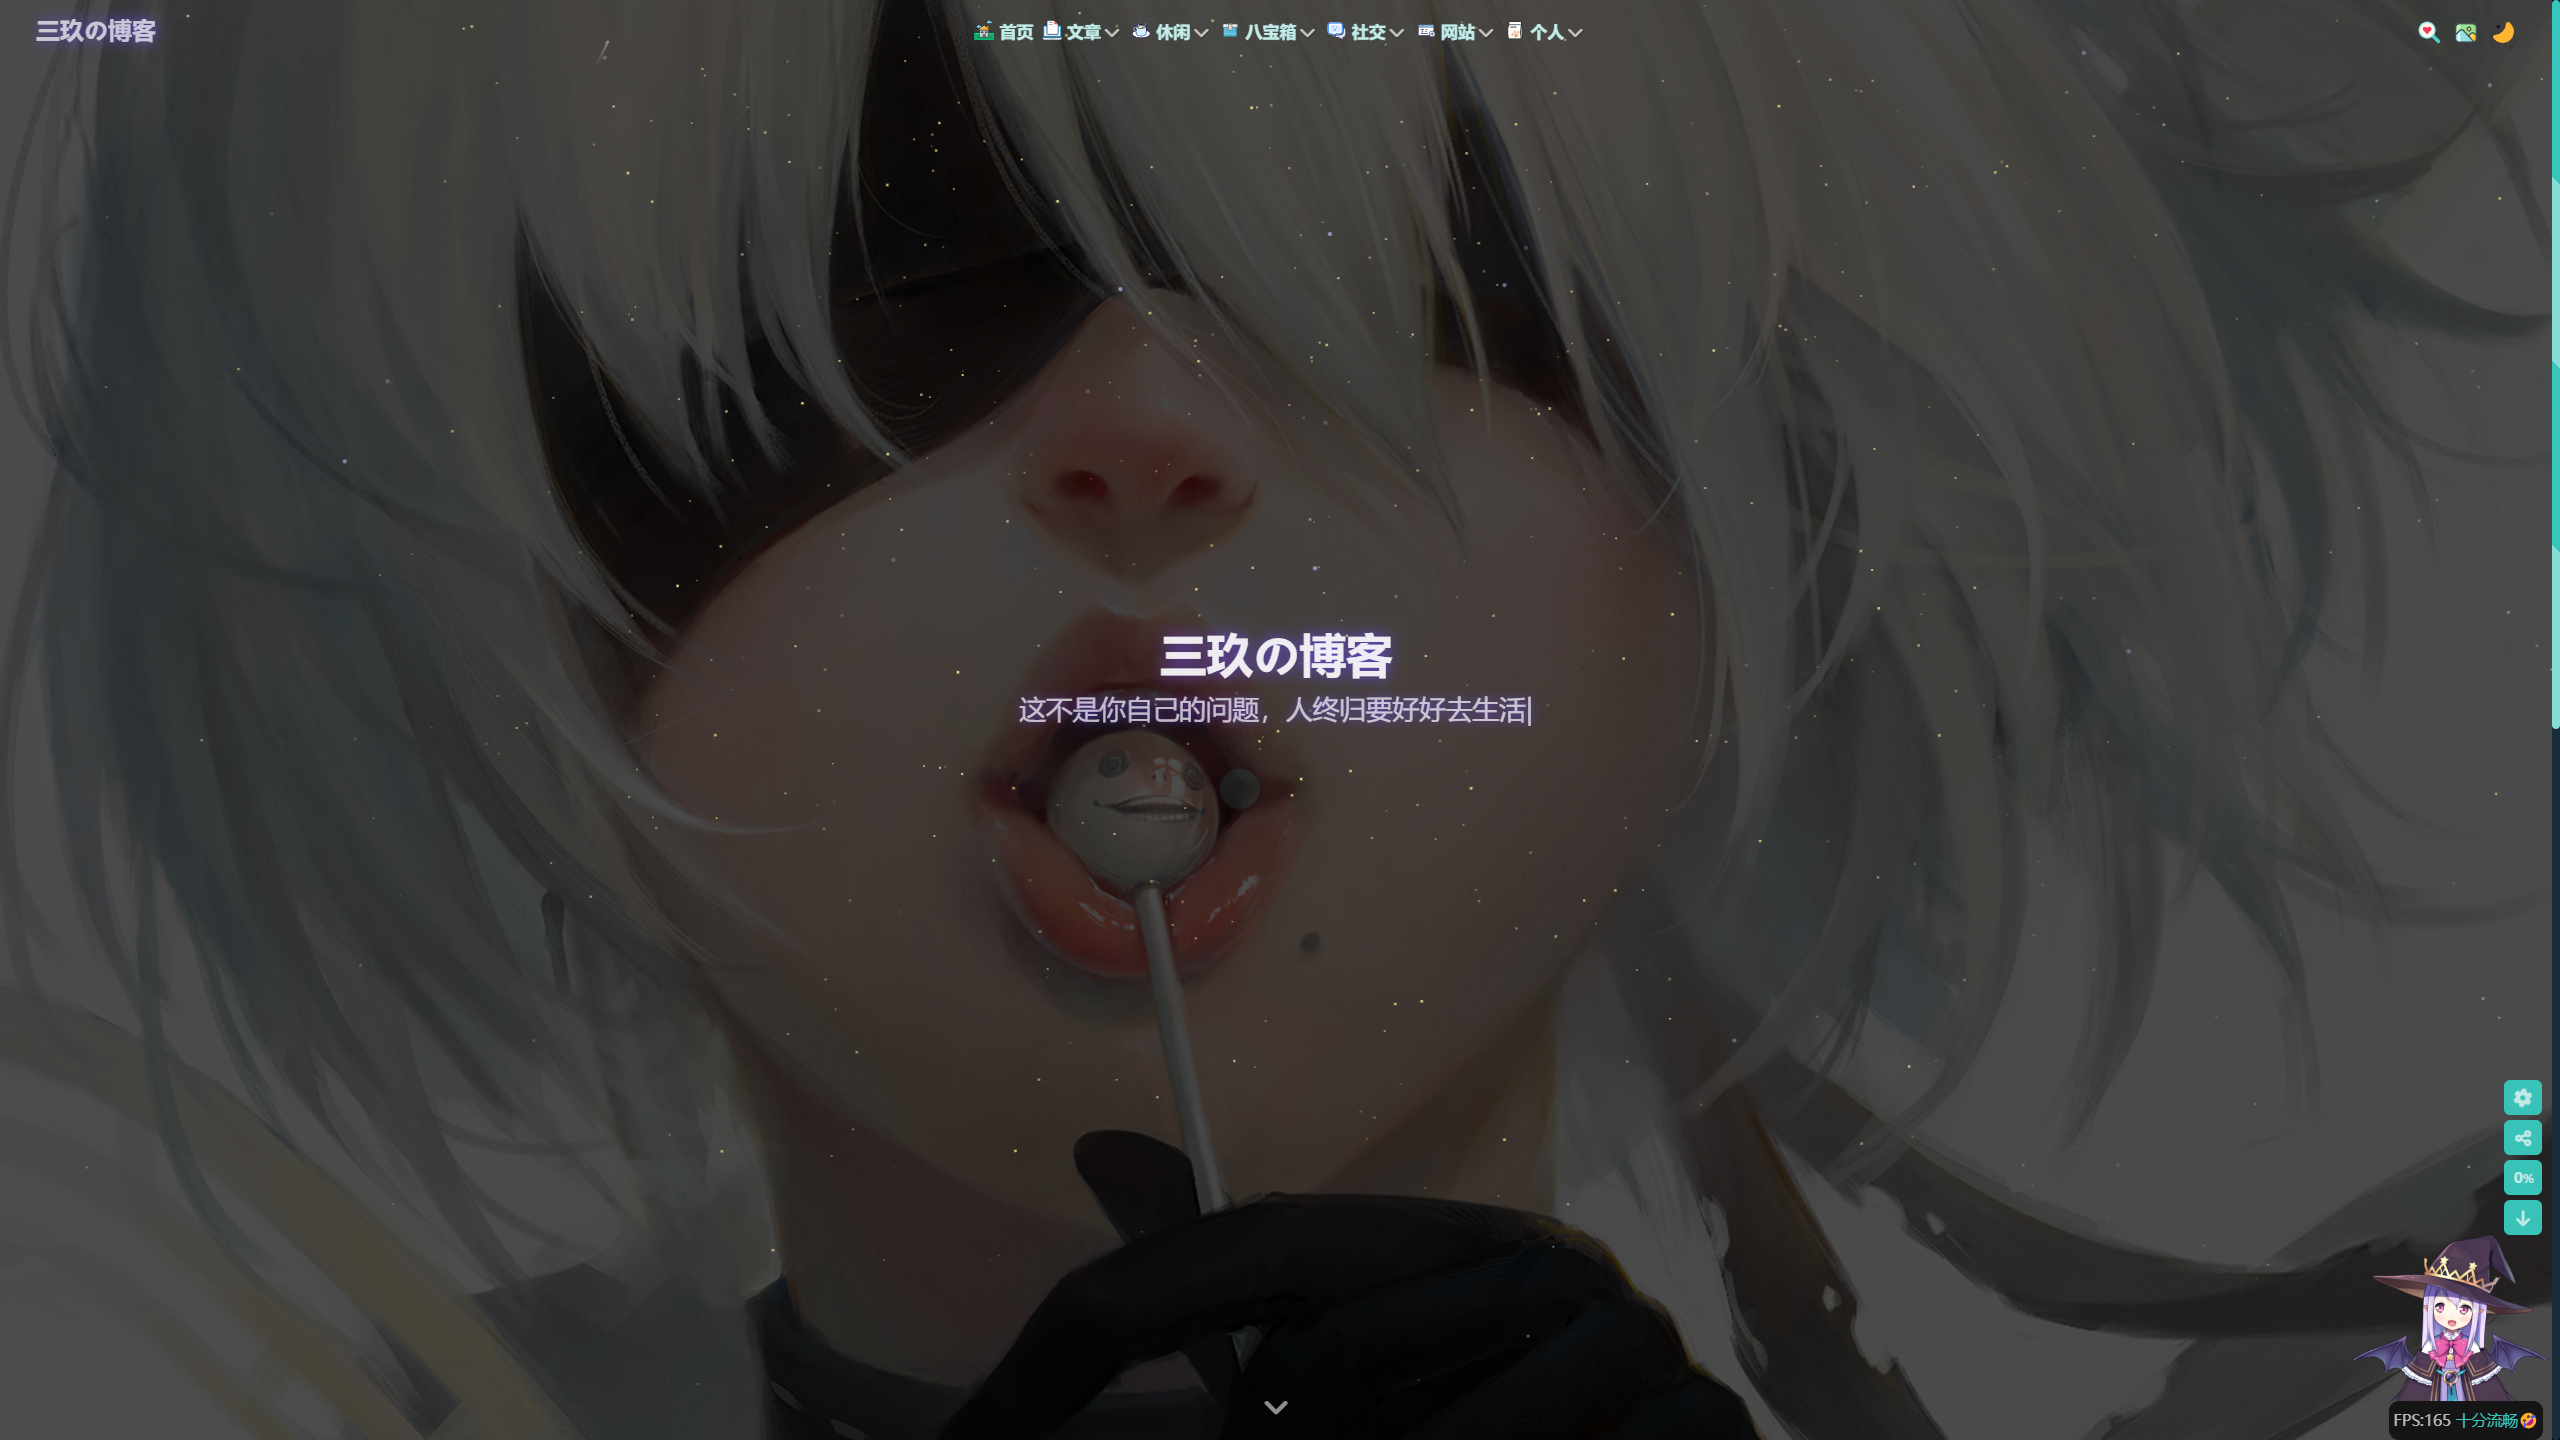 三玖の博客
首页 文章 休闲 八宝箱 社交 网站 个人
三玖の博客
这不是你自己的问题，人终归要好好去生活|
0%
FPS:165 十分流畅🤣